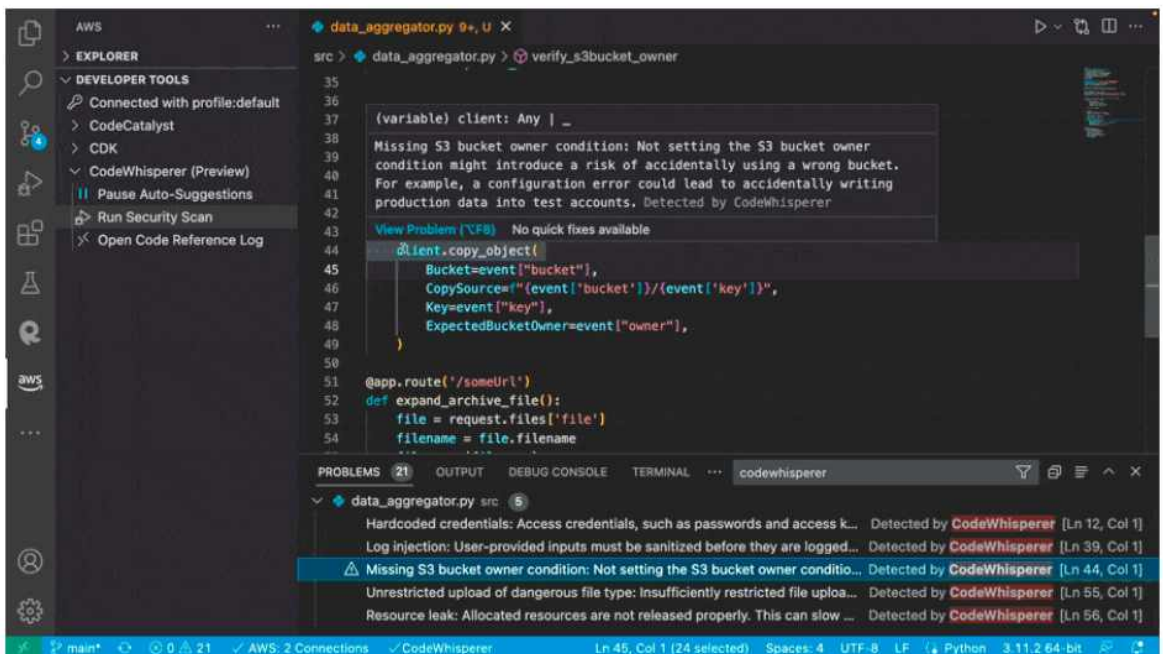 AWS
EXPLORER
DEVELOPER TOOLS
Connected with profile:default
CodeCatalyst
CDK
CodeWhisperer (Preview)
Pause Auto-Suggestions
Run Security Scan
Open Code Reference Log
4
aws
data_aggregator.py 9+, U
src > data_aggregator.py > verify_s3bucket_owner
35
36
37
(variable) client: Any | _
38
Missing S3 bucket owner condition: Not setting the S3 bucket owner
39
condition might introduce a risk of accidentally using a wrong bucket.
40
For example, a configuration error could lead to accidentally writing
41
production data into test accounts. Detected by CodeWhisperer
42
43
View Problem (⌥F8) No quick fixes available
44 client.copy_object(
45 Bucket=event["bucket"],
46 CopySource=f"{event['bucket']}/{event['key']}",
47 Key=event["key"],
48 ExpectedBucketOwner=event["owner"],
49 )
50
51 @app.route('/someUrl')
52 def expand_archive_file():
53 file = request.files['file']
54 filename = file.filename
PROBLEMS 21 OUTPUT DEBUG CONSOLE TERMINAL ··· codewhisperer
data_aggregator.py src 5
Hardcoded credentials: Access credentials, such as passwords and access k... Detected by CodeWhisperer [Ln 12, Col 1]
Log injection: User-provided inputs must be sanitized before they are logged... Detected by CodeWhisperer [Ln 39, Col 1]
Missing S3 bucket owner condition: Not setting the S3 bucket owner conditio... Detected by CodeWhisperer [Ln 44, Col 1]
Unrestricted upload of dangerous file type: Insufficiently restricted file uploa... Detected by CodeWhisperer [Ln 55, Col 1]
Resource leak: Allocated resources are not released properly. This can slow ... Detected by CodeWhisperer [Ln 56, Col 1]
main* 0 21 AWS: 2 Connections CodeWhisperer Ln 45, Col 1 (24 selected) Spaces: 4 UTF-8 LF Python 3.11.2 64-bit